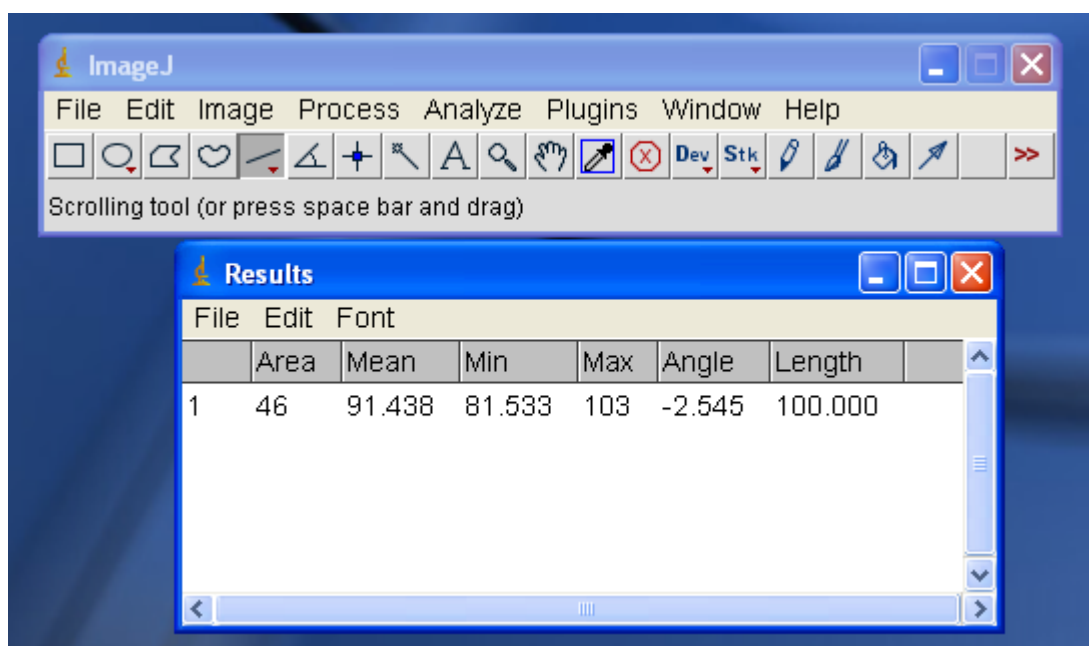 ImageJ
File Edit Image Process Analyze Plugins Window Help
A Dev Stk >>
Scrolling tool (or press space bar and drag)
Results
File Edit Font
Area Mean Min Max Angle Length
1 46 91.438 81.533 103 -2.545 100.000